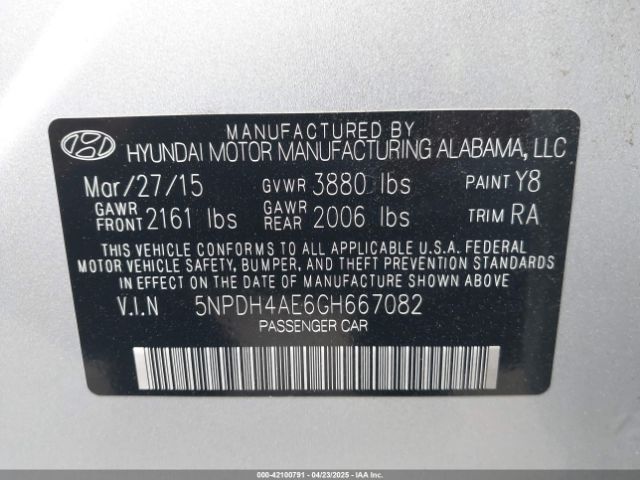 MANUFACTURED BY
HYUNDAI MOTOR MANUFACTURING ALABAMA, LLC
Mar/27/15 GVWR 3880 lbs PAINT Y8
GAWR FRONT 2161 lbs GAWR REAR 2006 lbs TRIM RA
THIS VEHICLE CONFORMS TO ALL APPLICABLE U.S.A. FEDERAL
MOTOR VEHICLE SAFETY, BUMPER, AND THEFT PREVENTION STANDARDS
IN EFFECT ON THE DATE OF MANUFACTURE SHOWN ABOVE
V.I.N 5NPDH4AE6GH667082
PASSENGER CAR
000-42100791 - 04/23/2025 - IAAI.COM